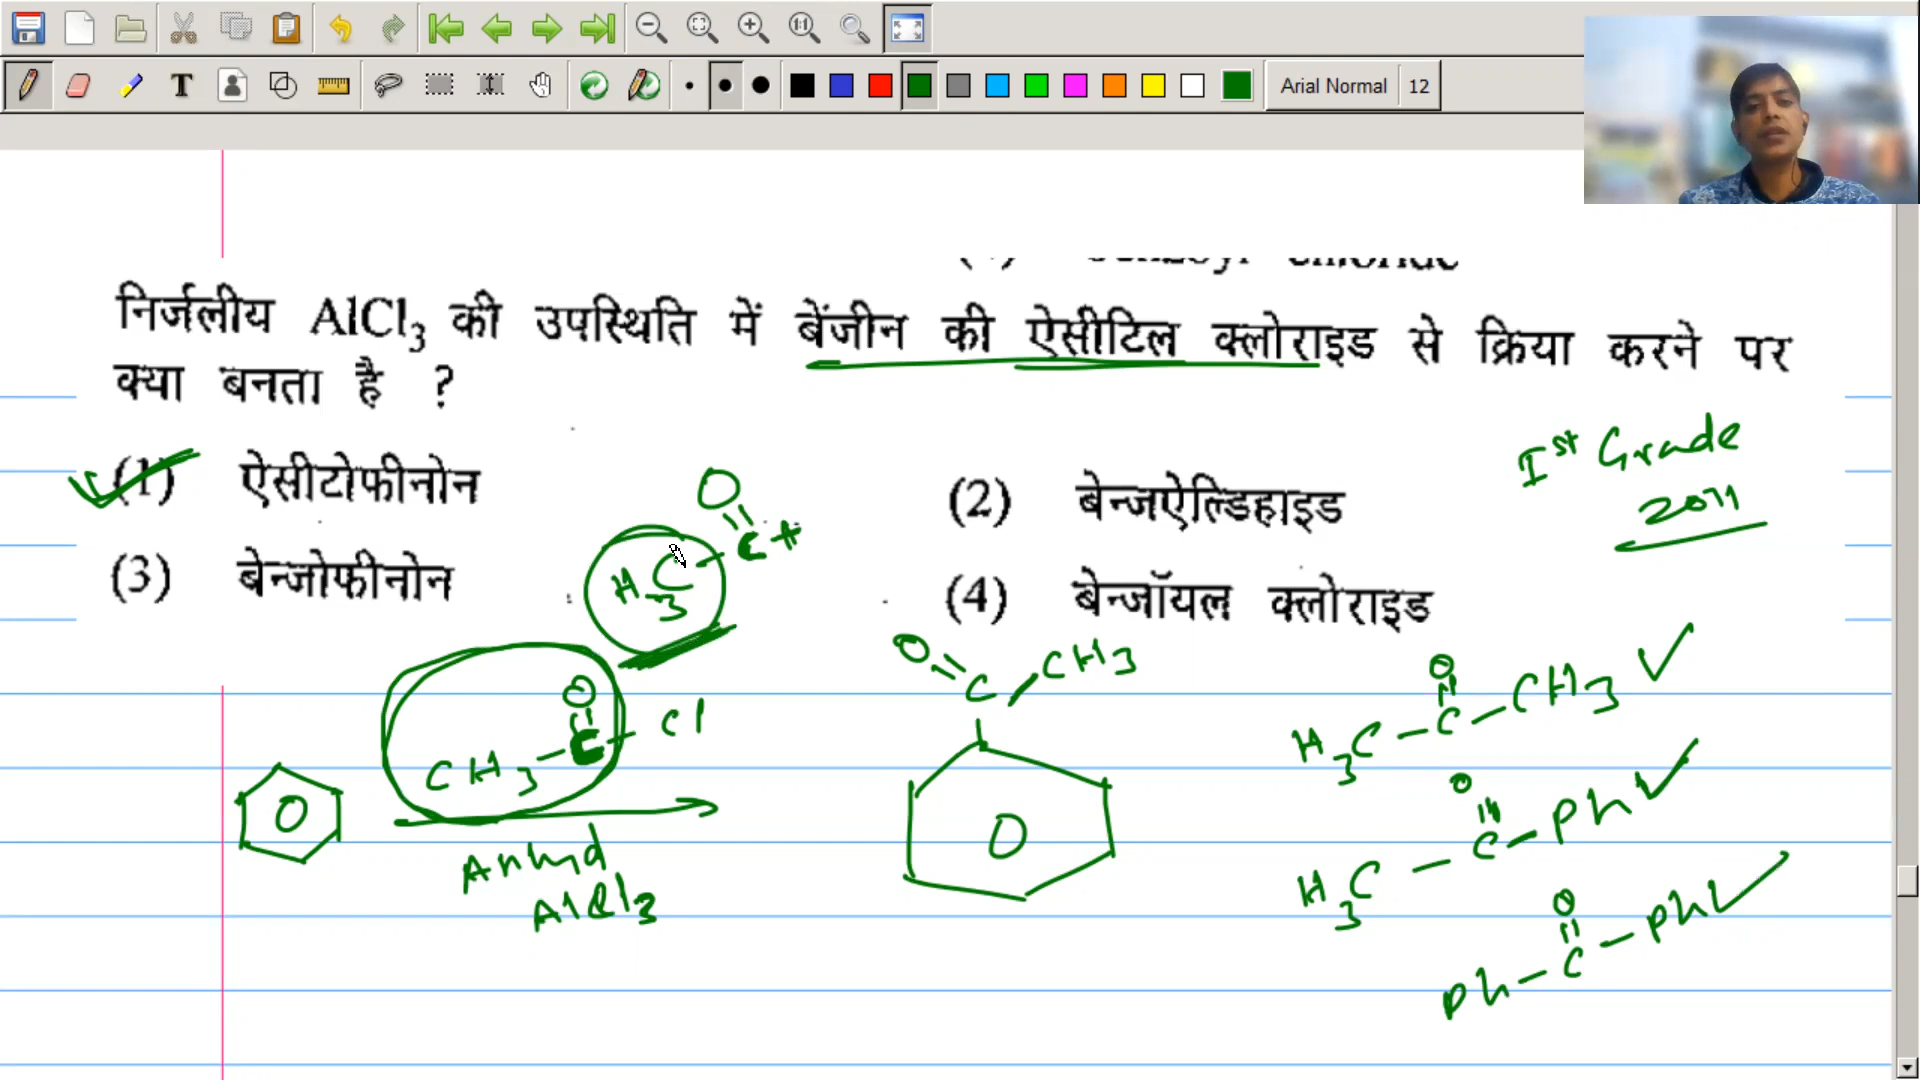 Arial Normal 12
chloride
निर्जलीय AlCl3 की उपस्थिति में बेंजीन की ऐसीटिल क्लोराइड से क्रिया करने पर
क्या बनता है ?
(1) ऐसीटोफीनोन
(2) बेन्जऐल्डिहाइड
(3) बेन्जोफीनोन
(4) बेन्जॉयल क्लोराइड
Ist Grade
2011
O
H3C-C+
O
CH3-C-Cl
Anhyd
AlCl3
O=C-CH3
O
H3C-C-CH3
O
H3C-C-Ph
O
Ph-C-Ph